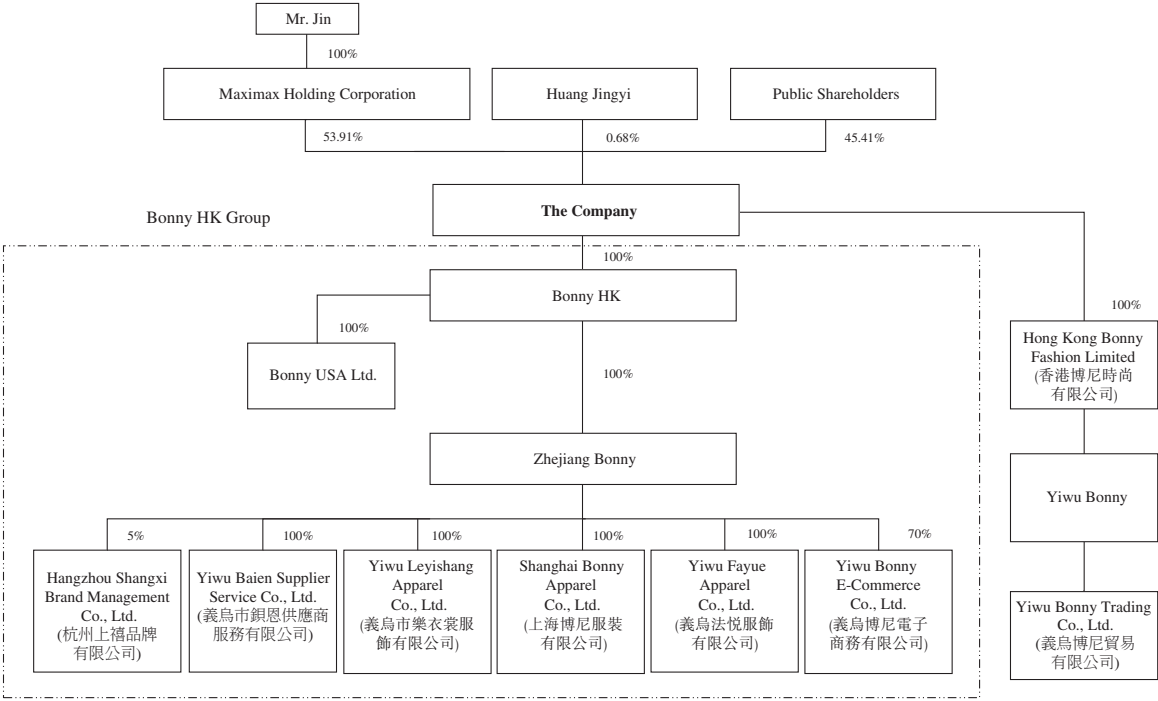 Mr. Jin
100%
Maximax Holding Corporation
Huang Jingyi
Public Shareholders
53.91%
0.68%
45.41%
The Company
Bonny HK Group
100%
Bonny HK
100%
Bonny USA Ltd.
100%
100%
Hong Kong Bonny
Fashion Limited
(香港博尼時尚
有限公司)
Zhejiang Bonny
Yiwu Bonny
5%
100%
100%
100%
100%
70%
Hangzhou Shangxi
Brand Management
Co., Ltd.
(杭州上禧品牌
有限公司)
Yiwu Baien Supplier
Service Co., Ltd.
(義烏市鋇恩供應商
服務有限公司)
Yiwu Leyishang
Apparel
Co., Ltd.
(義烏市樂衣裳服
飾有限公司)
Shanghai Bonny
Apparel
Co., Ltd.
(上海博尼服裝
有限公司)
Yiwu Fayue
Apparel
Co., Ltd.
(義烏法悦服飾
有限公司)
Yiwu Bonny
E-Commerce
Co., Ltd.
(義烏博尼電子
商務有限公司)
Yiwu Bonny Trading
Co., Ltd.
(義烏博尼貿易
有限公司)